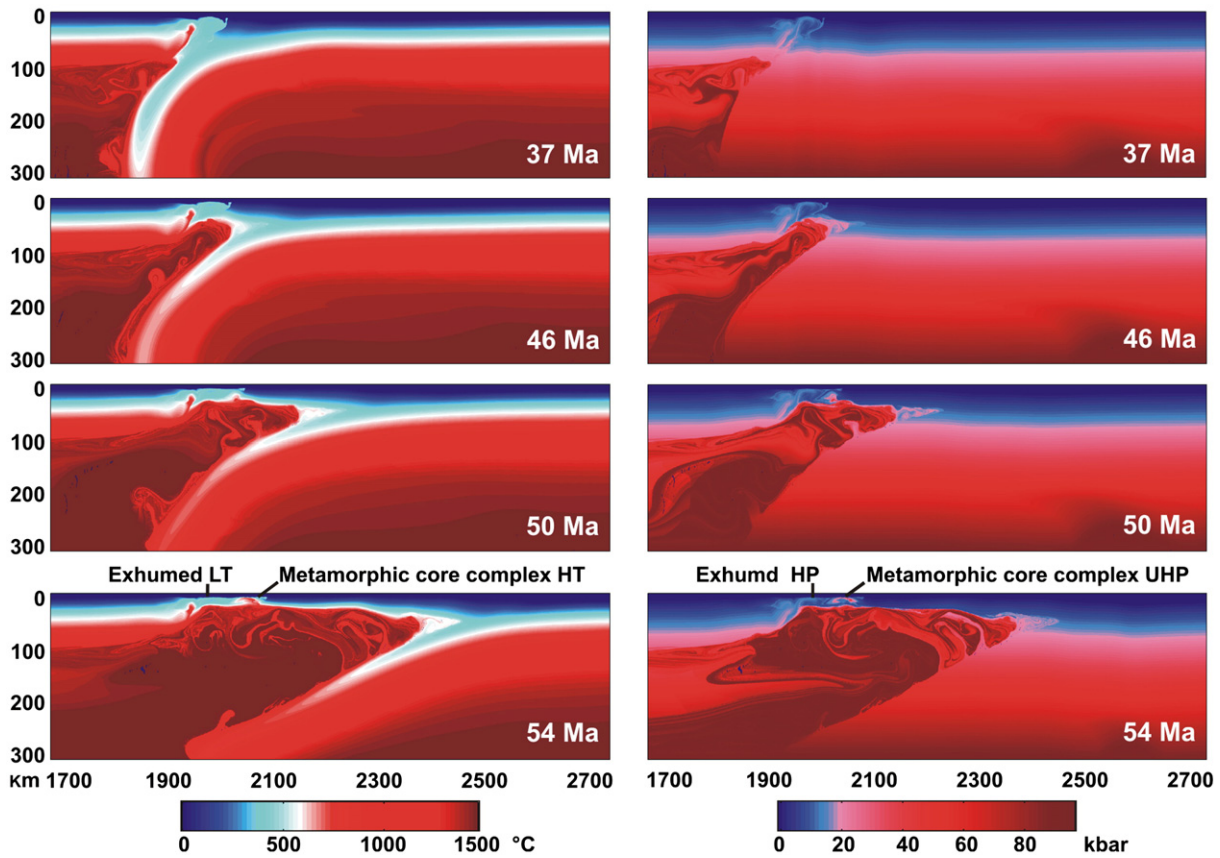 0
100
200
300
37 Ma
37 Ma
0
100
200
300
46 Ma
46 Ma
0
100
200
300
50 Ma
50 Ma
Exhumed LT Metamorphic core complex HT
Exhumd HP Metamorphic core complex UHP
0
100
200
300
54 Ma
54 Ma
Km 1700 1900 2100 2300 2500 2700
1700 1900 2100 2300 2500 2700
0 500 1000 1500 °C
0 20 40 60 80 kbar